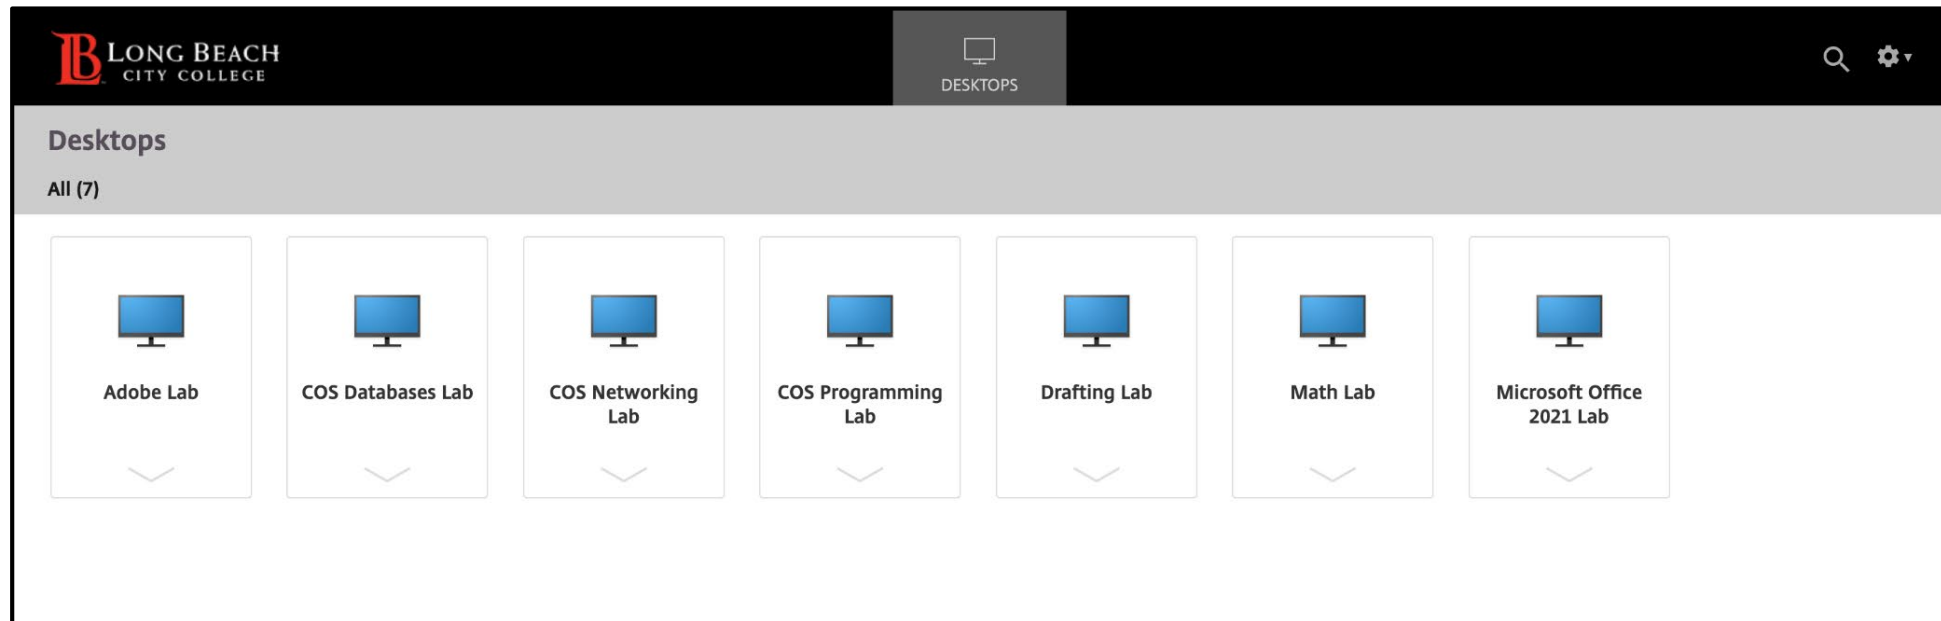 LONG BEACH
CITY COLLEGE
DESKTOPS
Desktops
All (7)
Adobe Lab
COS Databases Lab
COS Networking
Lab
COS Programming
Lab
Drafting Lab
Math Lab
Microsoft Office
2021 Lab